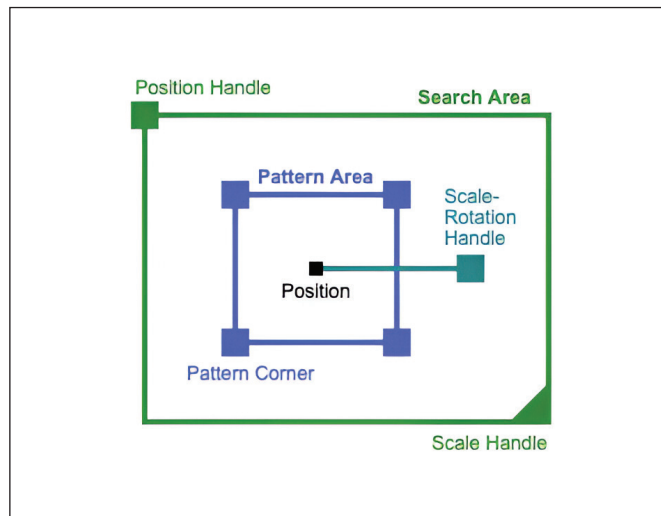 Position Handle
Search Area
Pattern Area
Scale-
Rotation
Handle
Position
Pattern Corner
Scale Handle